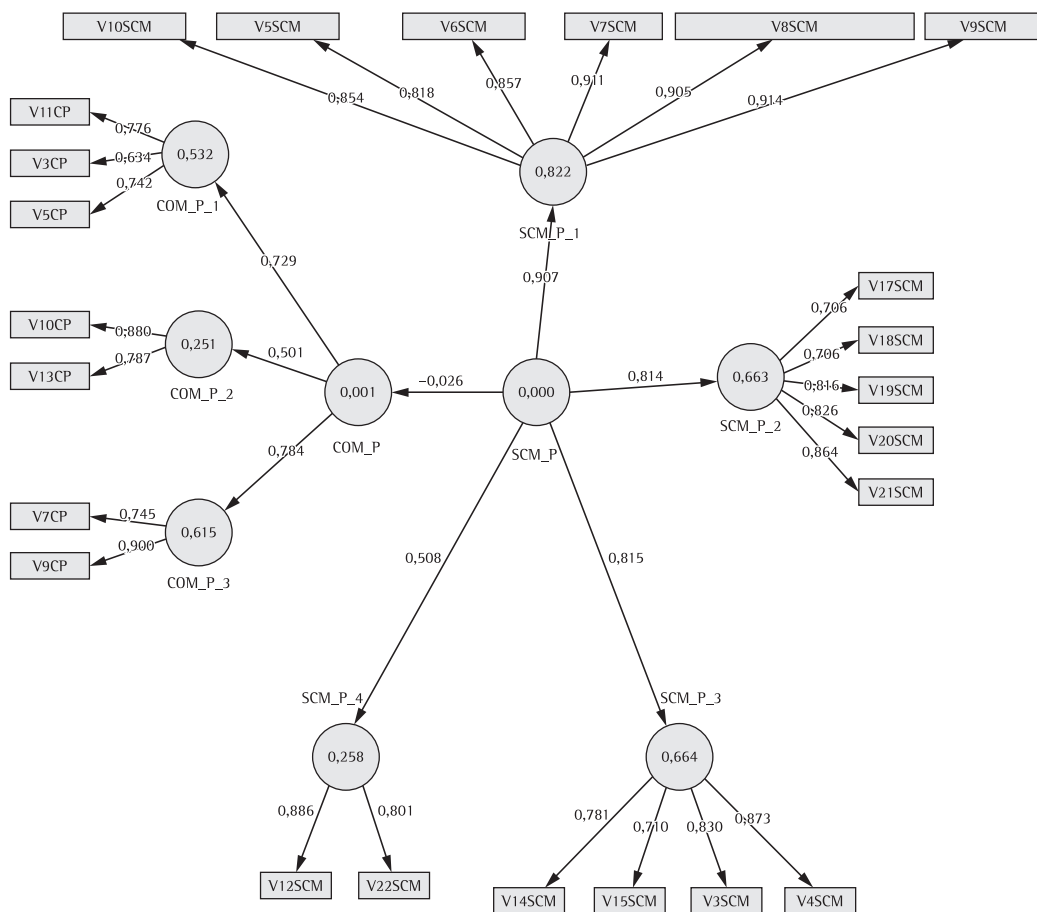 V10SCM
V5SCM
V6SCM
V7SCM
V8SCM
V9SCM
0,854
0,818
0,857
0,911
0,905
0,914
V11CP
V3CP
V5CP
0,776
0,634
0,742
0,532
COM_P_1
0,822
SCM_P_1
0,729
0,907
V10CP
V13CP
0,880
0,787
0,251
COM_P_2
0,501
0,001
COM_P
−0,026
0,000
SCM_P
0,814
0,663
SCM_P_2
0,706
0,706
0,816
0,826
0,864
V17SCM
V18SCM
V19SCM
V20SCM
V21SCM
0,784
V7CP
V9CP
0,745
0,900
0,615
COM_P_3
0,508
0,815
SCM_P_4
0,258
0,886
0,801
V12SCM
V22SCM
SCM_P_3
0,664
0,781
0,710
0,830
0,873
V14SCM
V15SCM
V3SCM
V4SCM